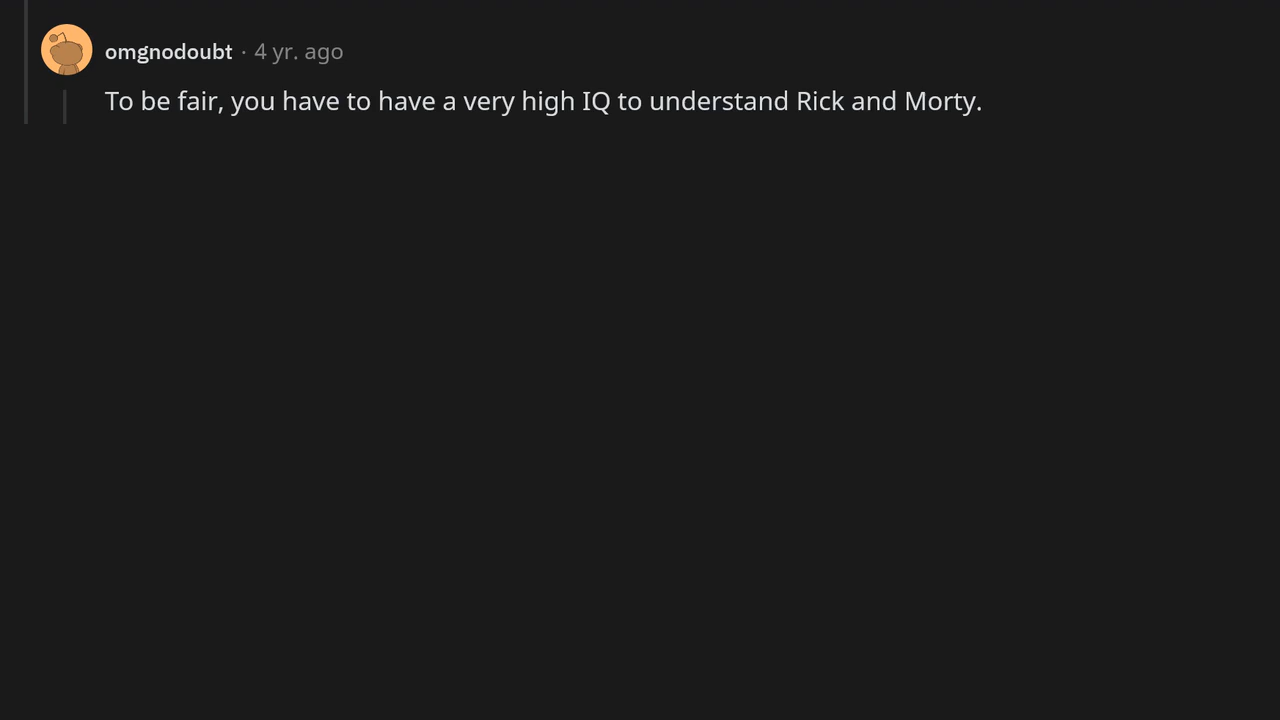 omgnodoubt · 4 yr. ago
To be fair, you have to have a very high IQ to understand Rick and Morty.